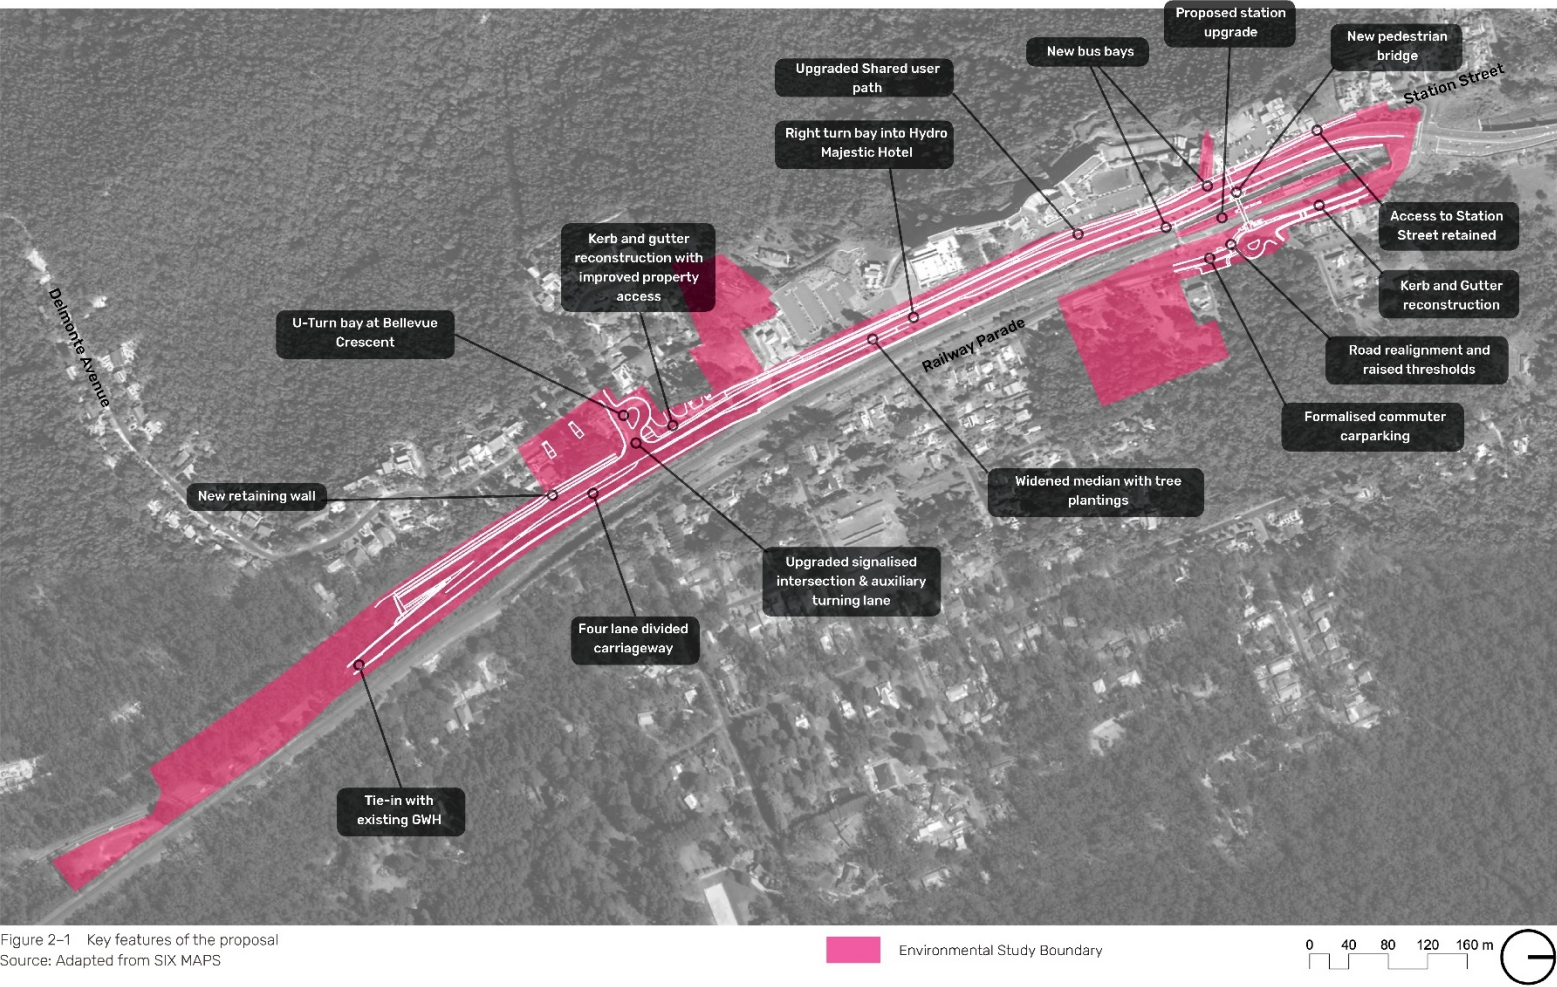 Proposed station
upgrade
New pedestrian
bridge
New bus bays
Upgraded Shared user
path
Station Street
Right turn bay into Hydro
Majestic Hotel
Access to Station
Street retained
Kerb and gutter
reconstruction with
improved property
access
Kerb and Gutter
reconstruction
U-Turn bay at Bellevue
Crescent
Delmonte Avenue
Railway Parade
Road realignment and
raised thresholds
Formalised commuter
carparking
Widened median with tree
plantings
New retaining wall
Upgraded signalised
intersection & auxiliary
turning lane
Four lane divided
carriageway
Tie-in with
existing GWH
Figure 2–1 Key features of the proposal
Source: Adapted from SIX MAPS
Environmental Study Boundary
0 40 80 120 160 m